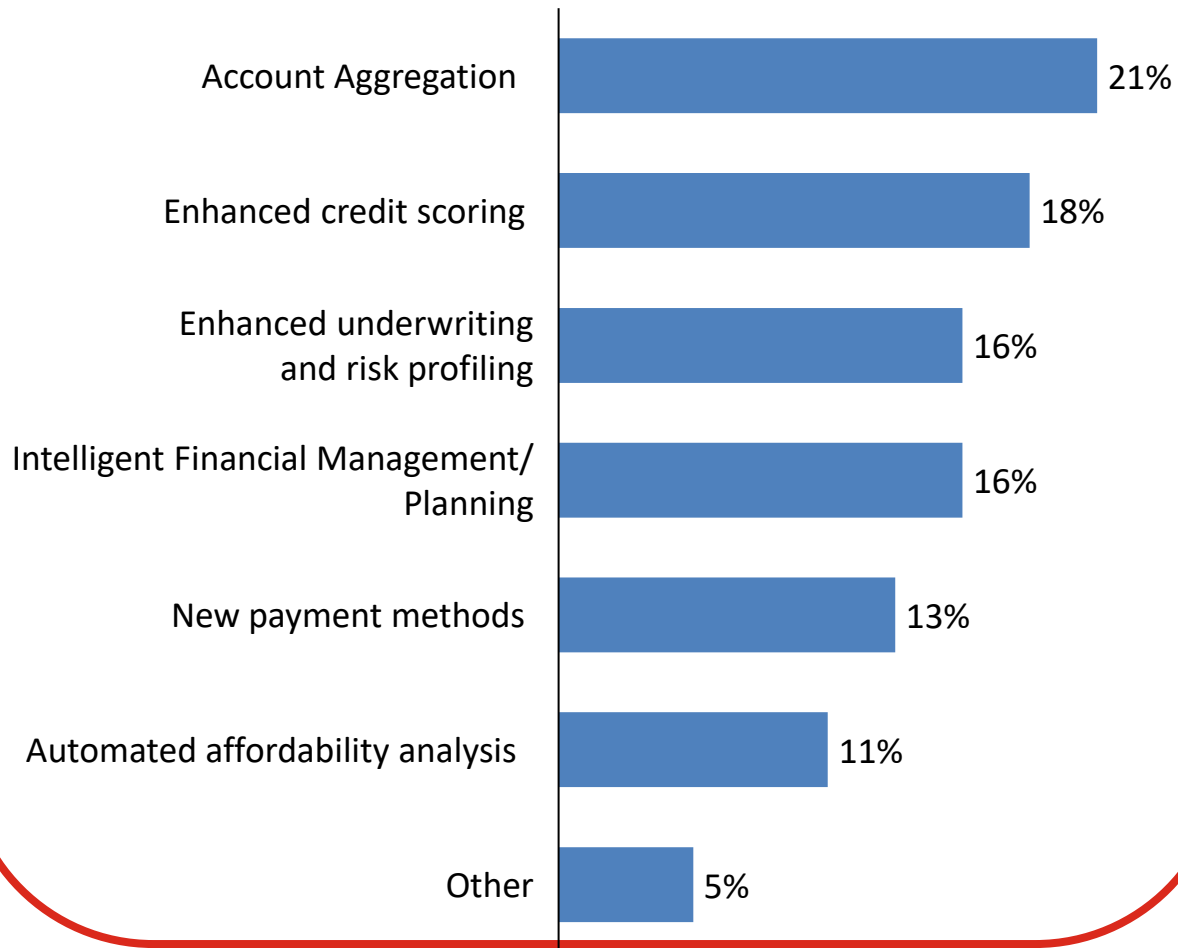 Account Aggregation
21%
Enhanced credit scoring
18%
Enhanced underwriting
and risk profiling
16%
Intelligent Financial Management/
Planning
16%
New payment methods
13%
Automated affordability analysis
11%
Other
5%